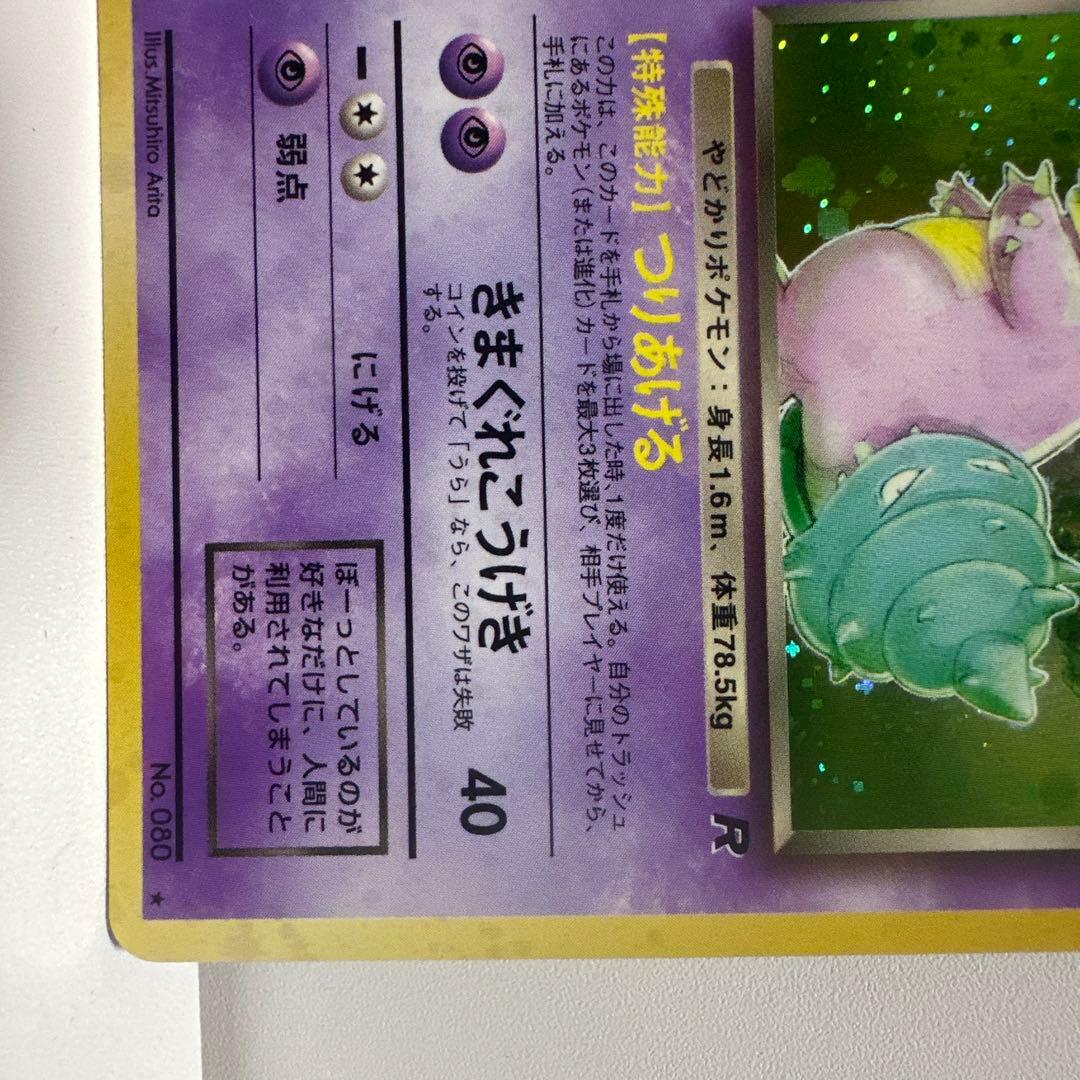 やどかりポケモン：身長1.6m、体重78.5kg
R
【特殊能力】つりあげる
この力は、このカードを手札から場に出した時、1度だけ使える。自分のトラッシュ
にあるポケモン（または進化）カードを最大3枚選び、相手プレイヤーに見せてから、
手札に加える。
きまぐれこうげき 40
コインを投げて「うら」なら、このワザは失敗
する。
にげる
弱点
ぼーっとしているのが
好きなだけに、人間に
利用されてしまうこと
がある。
Illus.Mitsuhiro Arita
No.080 ★